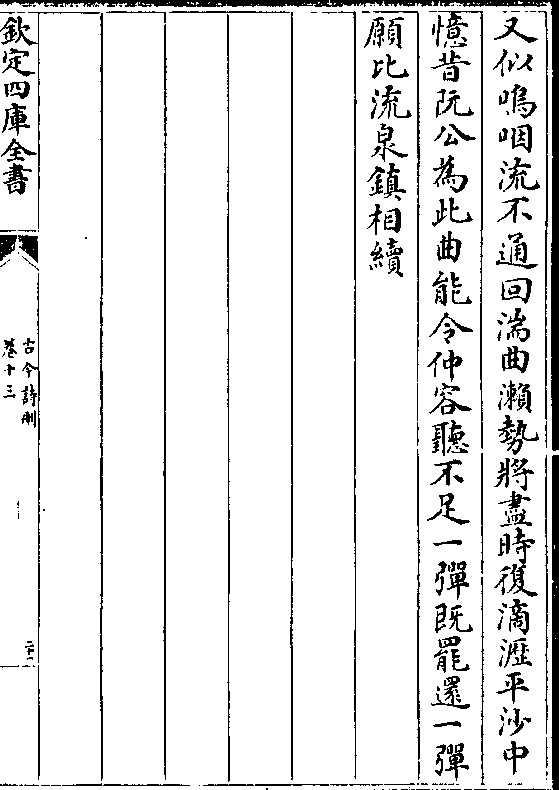 又似嗚咽流不通回湍曲瀨勢將盡時復滴瀝平沙中
憶昔阮公為此曲能令仲容聽不足一彈既罷還一彈
願比流泉鎮相續
欽定四庫全書
古今詩刪
卷十三